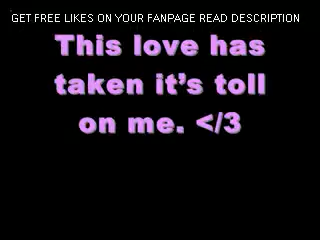 GET FREE LIKES ON YOUR FANPAGE READ DESCRIPTION
This love has
taken it’s toll
on me. </3